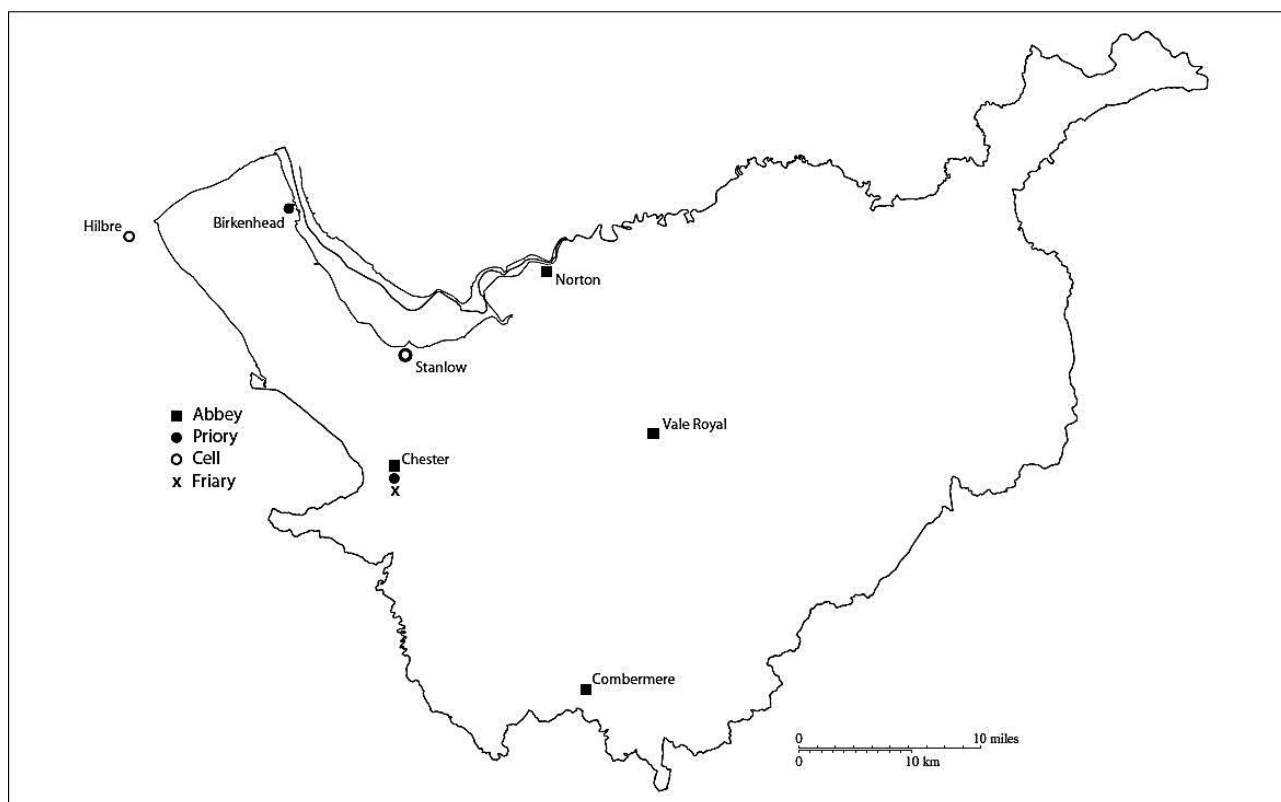 Hilbre
Birkenhead
Norton
Stanlow
Abbey
Priory
Cell
x Friary
Chester
x
Vale Royal
Combermere
0 10 miles
0 10 km